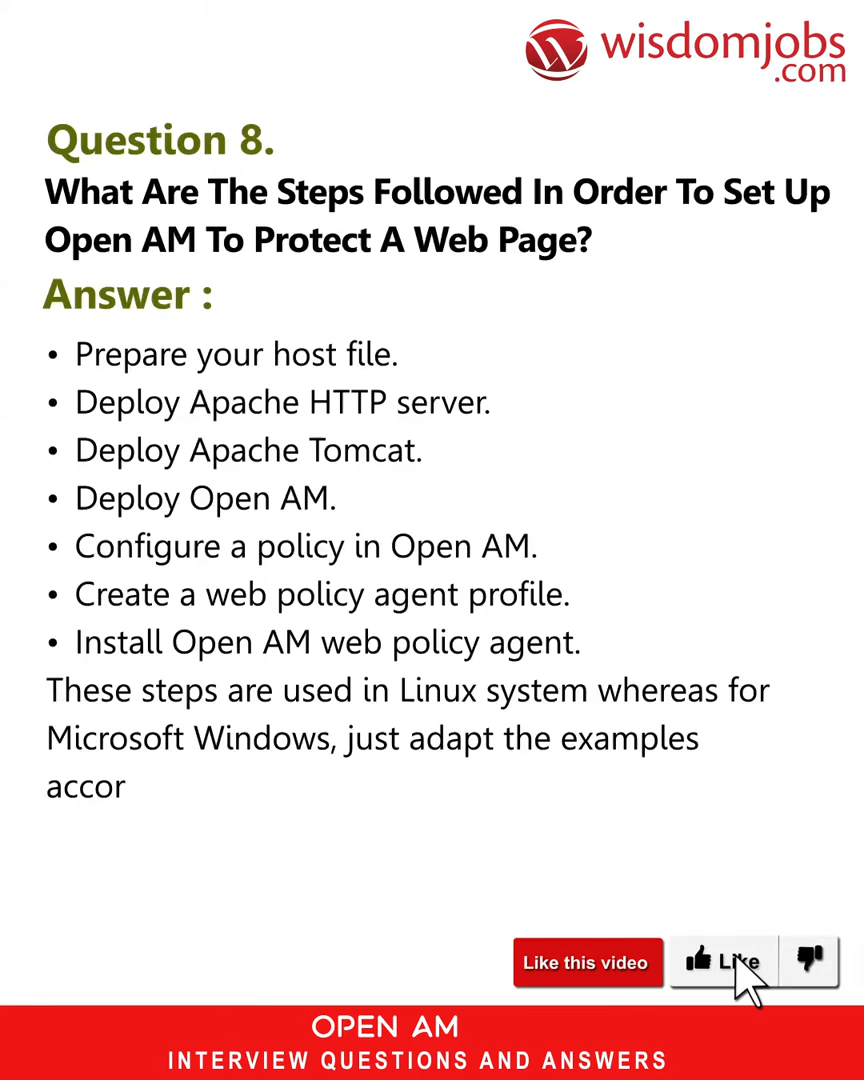 wisdomjobs
.com
Question 8.
What Are The Steps Followed In Order To Set Up
Open AM To Protect A Web Page?
Answer :
• Prepare your host file.
• Deploy Apache HTTP server.
• Deploy Apache Tomcat.
• Deploy Open AM.
• Configure a policy in Open AM.
• Create a web policy agent profile.
• Install Open AM web policy agent.
These steps are used in Linux system whereas for
Microsoft Windows, just adapt the examples
accor
Like this video
Like
OPEN AM
INTERVIEW QUESTIONS AND ANSWERS